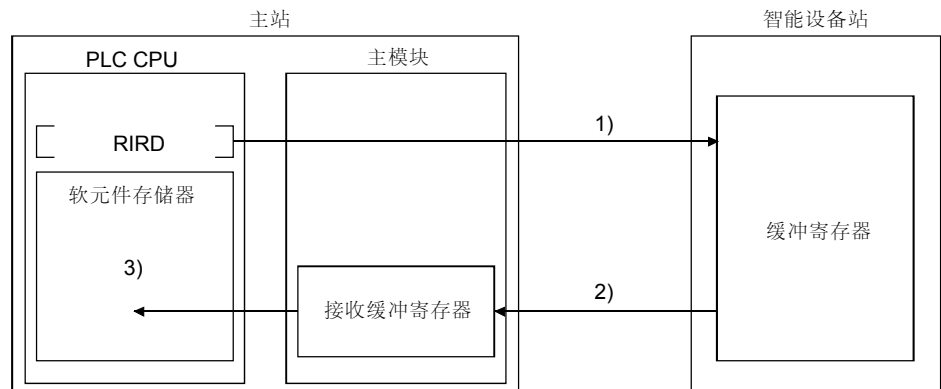 主站
智能设备站
PLC CPU
主模块
1)
RIRD
软元件存储器
缓冲寄存器
3)
2)
接收缓冲寄存器